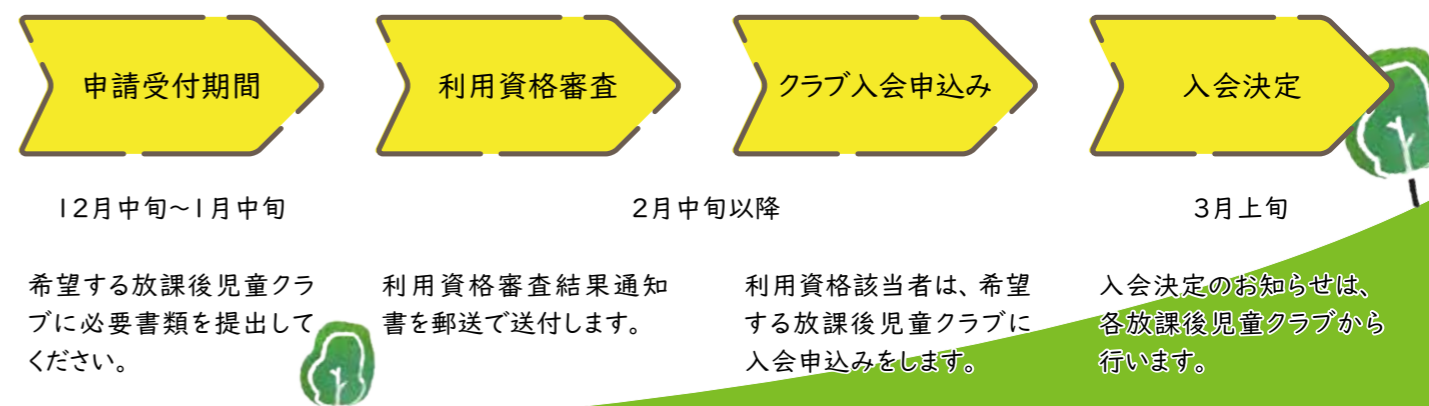 申請受付期間
利用資格審査
クラブ入会申込み
入会決定
12月中旬～1月中旬
2月中旬以降
3月上旬
希望する放課後児童クラ
ブに必要書類を提出して
ください。
利用資格審査結果通知
書を郵送で送付します。
利用資格該当者は、希望
する放課後児童クラブに
入会申込みをします。
入会決定のお知らせは、
各放課後児童クラブから
行います。